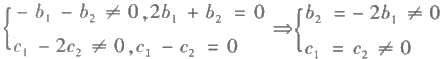 { - b₁ - b₂ ≠ 0, 2b₁ + b₂ = 0 ⇒ { b₂ = - 2b₁ ≠ 0
c₁ - 2c₂ ≠ 0, c₁ - c₂ = 0 c₁ = c₂ ≠ 0